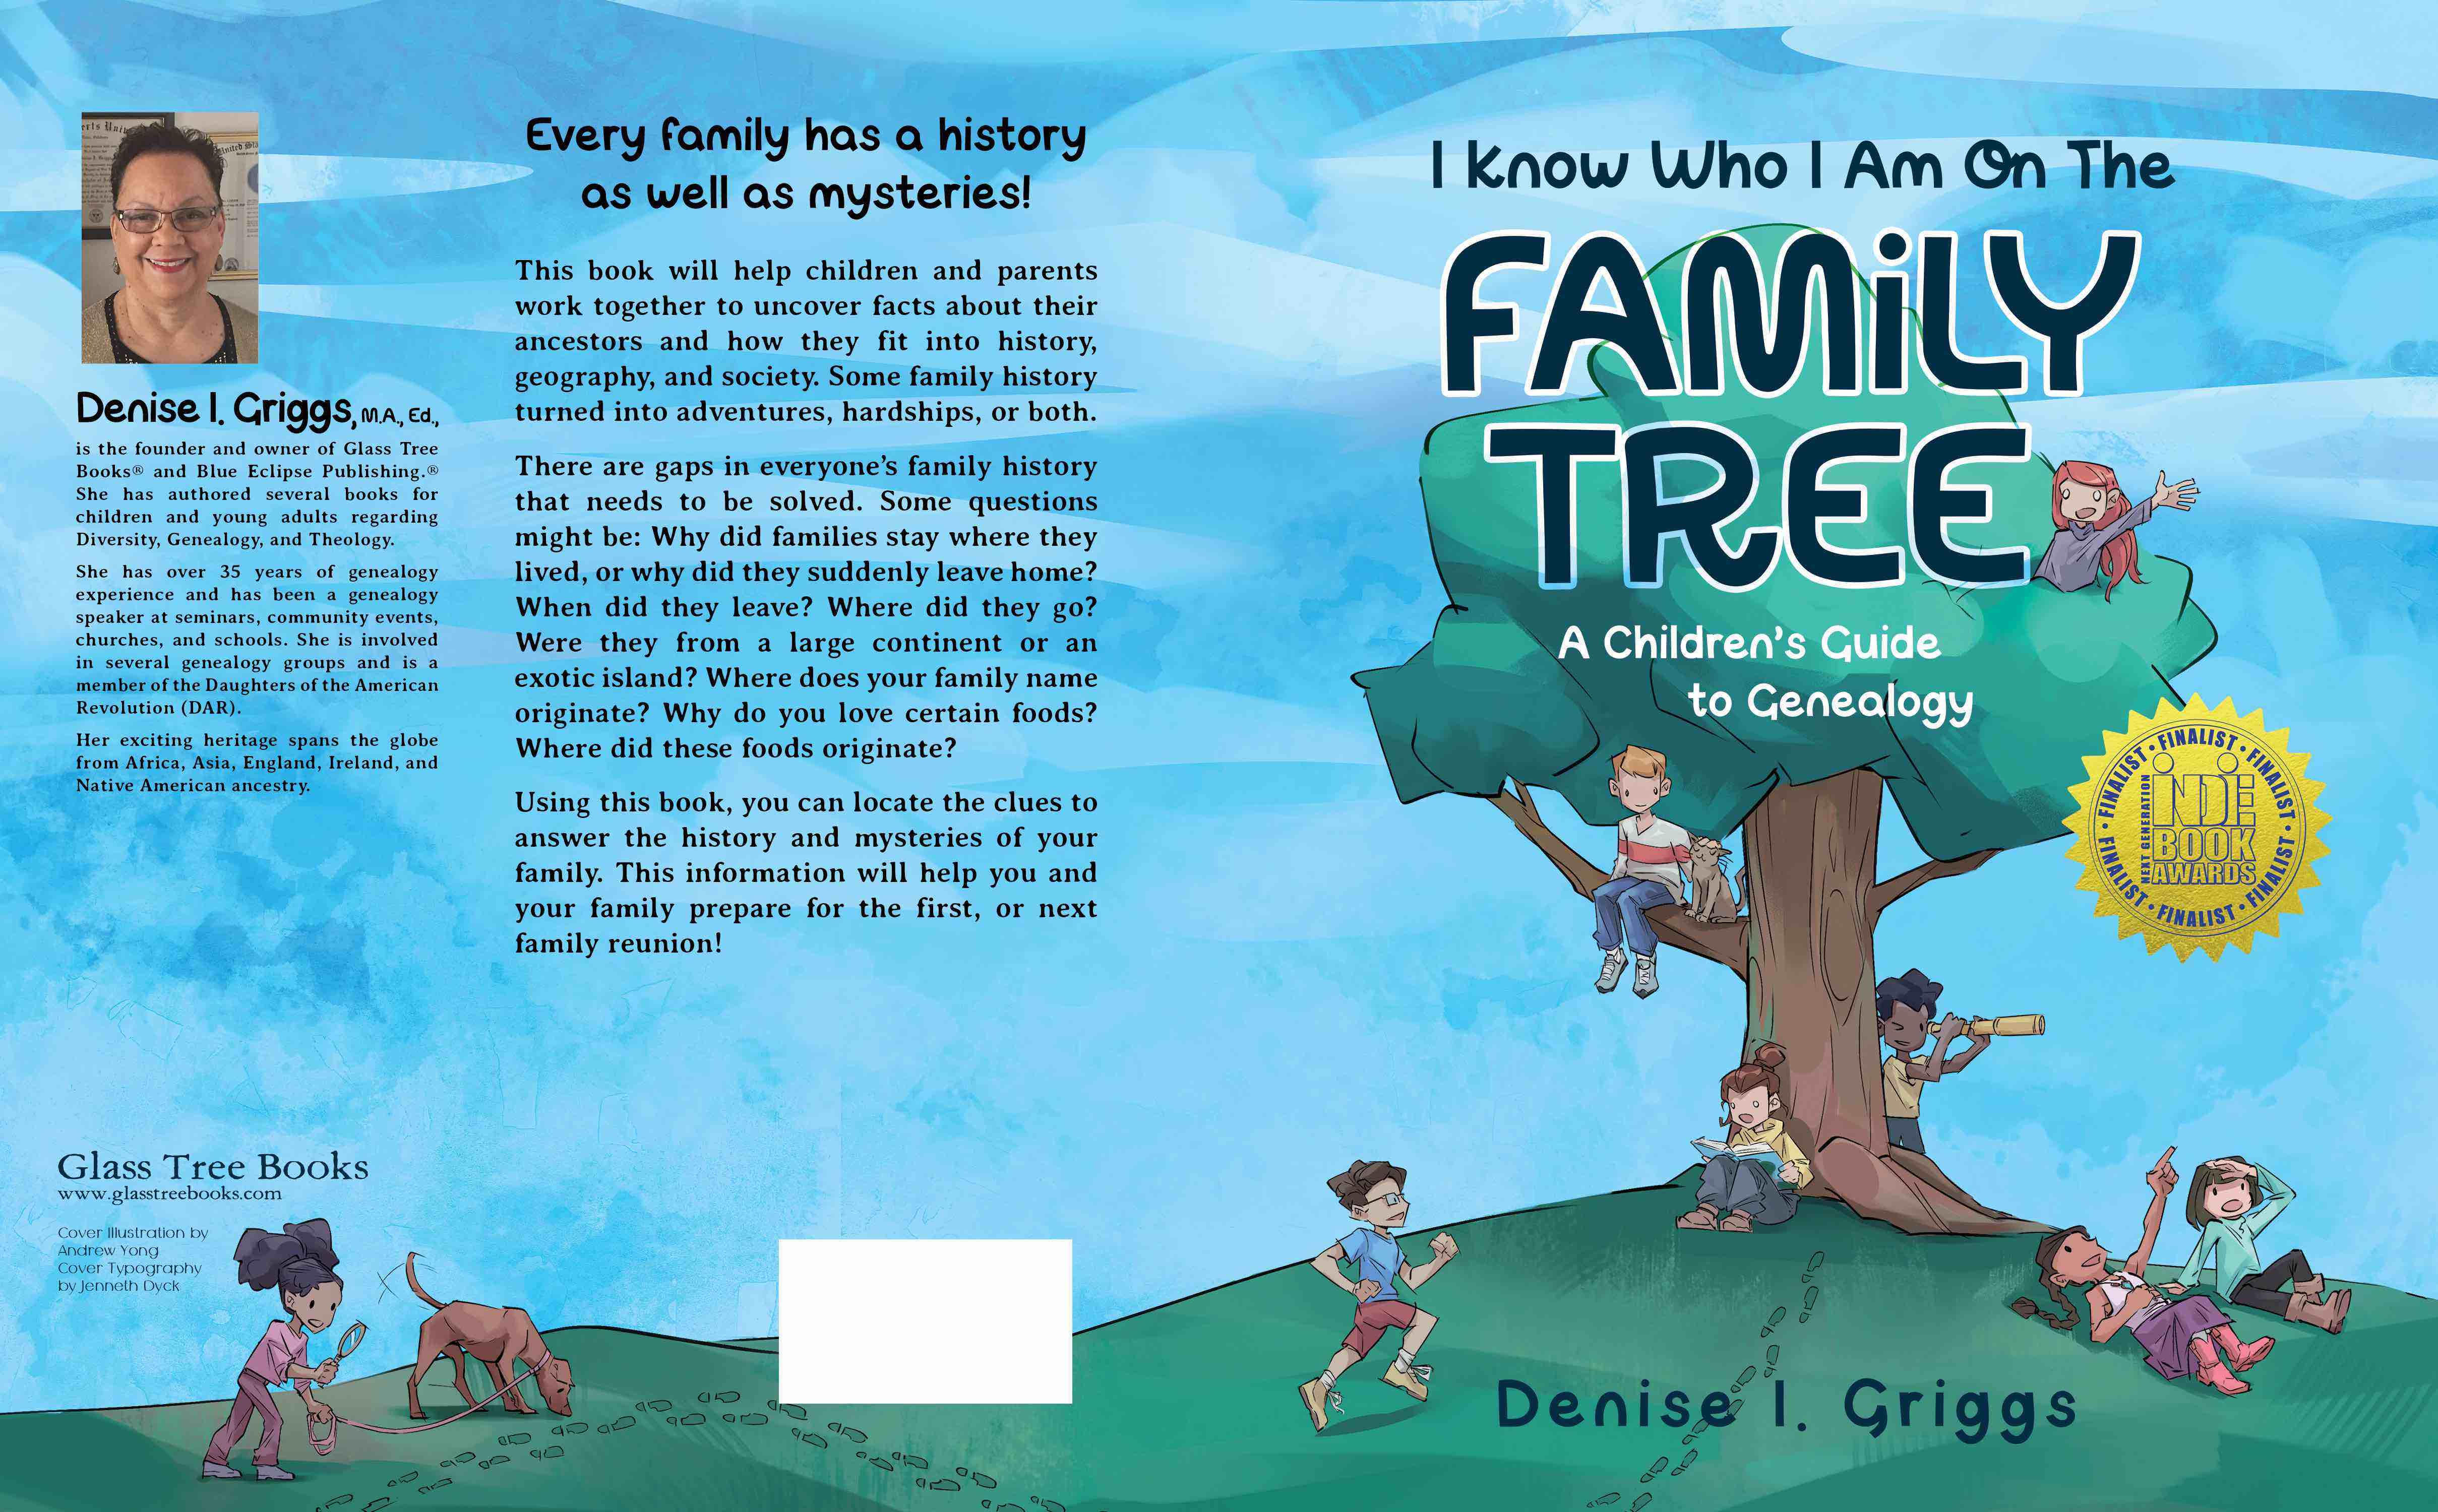 Denise I. Griggs, M.A., Ed.,
is the founder and owner of Glass Tree
Books® and Blue Eclipse Publishing.®
She has authored several books for
children and young adults regarding
Diversity, Genealogy, and Theology.
She has over 35 years of genealogy
experience and has been a genealogy
speaker at seminars, community events,
churches, and schools. She is involved
in several genealogy groups and is a
member of the Daughters of the American
Revolution (DAR).
Her exciting heritage spans the globe
from Africa, Asia, England, Ireland, and
Native American ancestry.
Glass Tree Books
www.glasstreebooks.com
Cover Illustration by
Andrew Yong
Cover Typography
by Jenneth Dyck
Every family has a history
as well as mysteries!
This book will help children and parents
work together to uncover facts about their
ancestors and how they fit into history,
geography, and society. Some family history
turned into adventures, hardships, or both.
There are gaps in everyone's family history
that needs to be solved. Some questions
might be: Why did families stay where they
lived, or why did they suddenly leave home?
When did they leave? Where did they go?
Were they from a large continent or an
exotic island? Where does your family name
originate? Why do you love certain foods?
Where did these foods originate?
Using this book, you can locate the clues to
answer the history and mysteries of your
family. This information will help you and
your family prepare for the first, or next
family reunion!
I Know Who I Am On The
FAMiLY
TREE
A Children's Guide
to Genealogy
• FINALIST • FINALIST • FINALIST • FINALIST • FINALIST • FINALIST
NEXT GENERATION
INDIE
BOOK
AWARDS
Denise I. Griggs